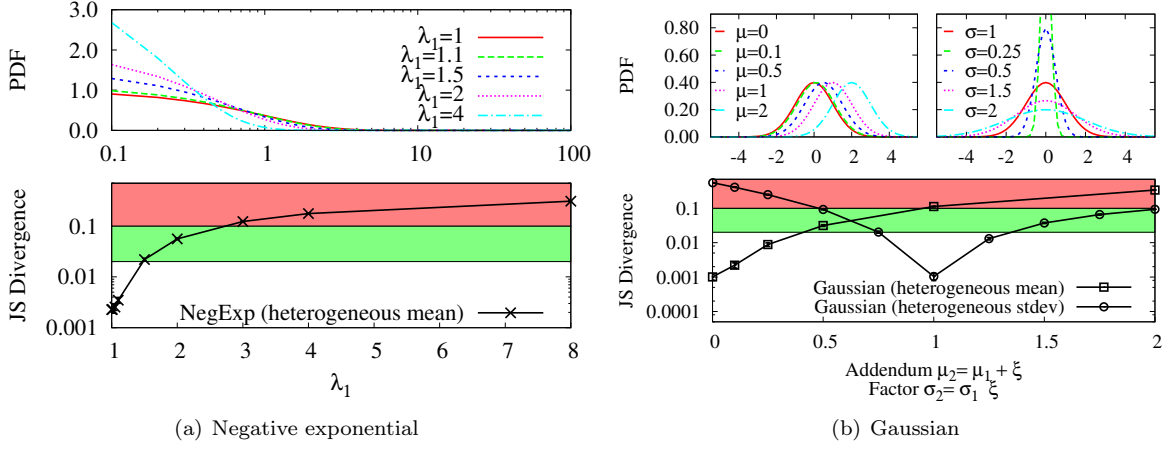 PDF
3.0
2.0
1.0
0.0
λ1=1
λ1=1.1
λ1=1.5
λ1=2
λ1=4
0.1 1 10 100
JS Divergence
0.1
0.01
0.001
NegExp (heterogeneous mean)
1 2 3 4 5 6 7 8
λ1
(a) Negative exponential
PDF
0.80
0.60
0.40
0.20
0.00
μ=0
μ=0.1
μ=0.5
μ=1
μ=2
-4 -2 0 2 4
σ=1
σ=0.25
σ=0.5
σ=1.5
σ=2
-4 -2 0 2 4
JS Divergence
0.1
0.01
0.001
0.0001
Gaussian (heterogeneous mean)
Gaussian (heterogeneous stdev)
0 0.5 1 1.5 2
Addendum μ2= μ1 + ξ
Factor σ2= σ1 ξ
(b) Gaussian